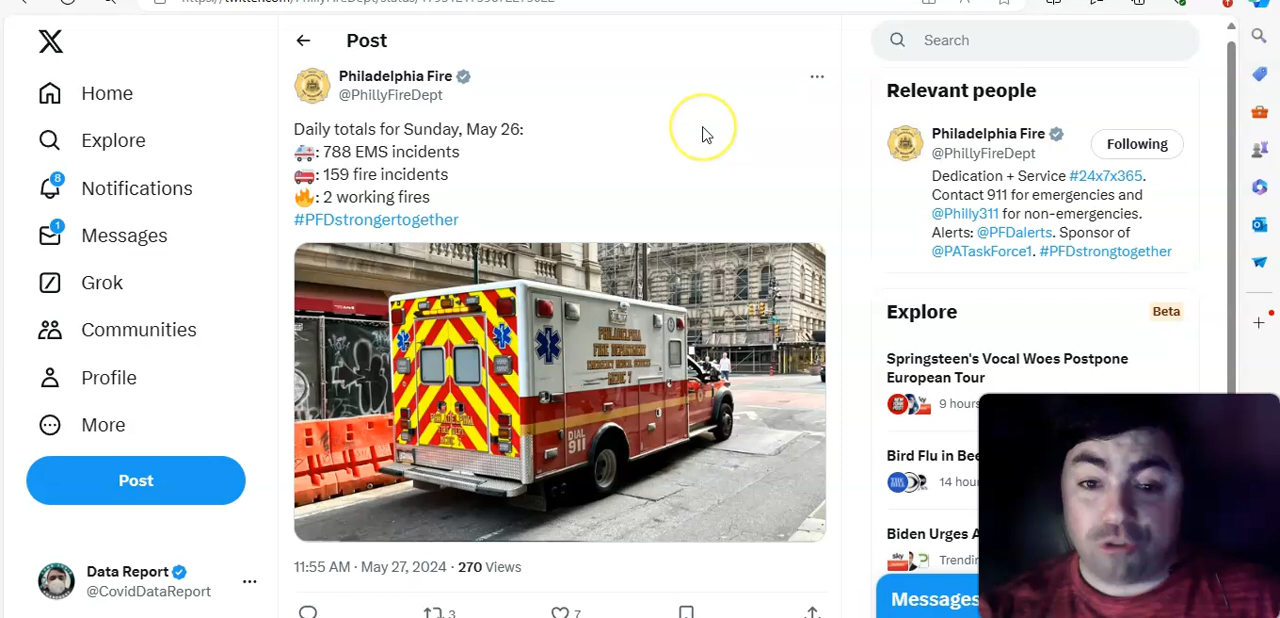 Post
Home
Explore
Notifications
8
Messages
1
Grok
Communities
Profile
More
Post
Data Report
@CovidDataReport
Philadelphia Fire
@PhillyFireDept
Daily totals for Sunday, May 26:
: 788 EMS incidents
: 159 fire incidents
: 2 working fires
#PFDstrongertogether
PHILADELPHIA
FIRE DEPARTMENT
DIAL
911
11:55 AM · May 27, 2024 · 270 Views
3
7
Search
Relevant people
Philadelphia Fire
@PhillyFireDept
Following
Dedication + Service #24x7x365.
Contact 911 for emergencies and
@Philly311 for non-emergencies.
Alerts: @PFDalerts. Sponsor of
@PATaskForce1. #PFDstrongtogether
Explore
Beta
Springsteen's Vocal Woes Postpone
European Tour
9 hours
Bird Flu in Bee
14 hour
Biden Urges A
Trending
Messages